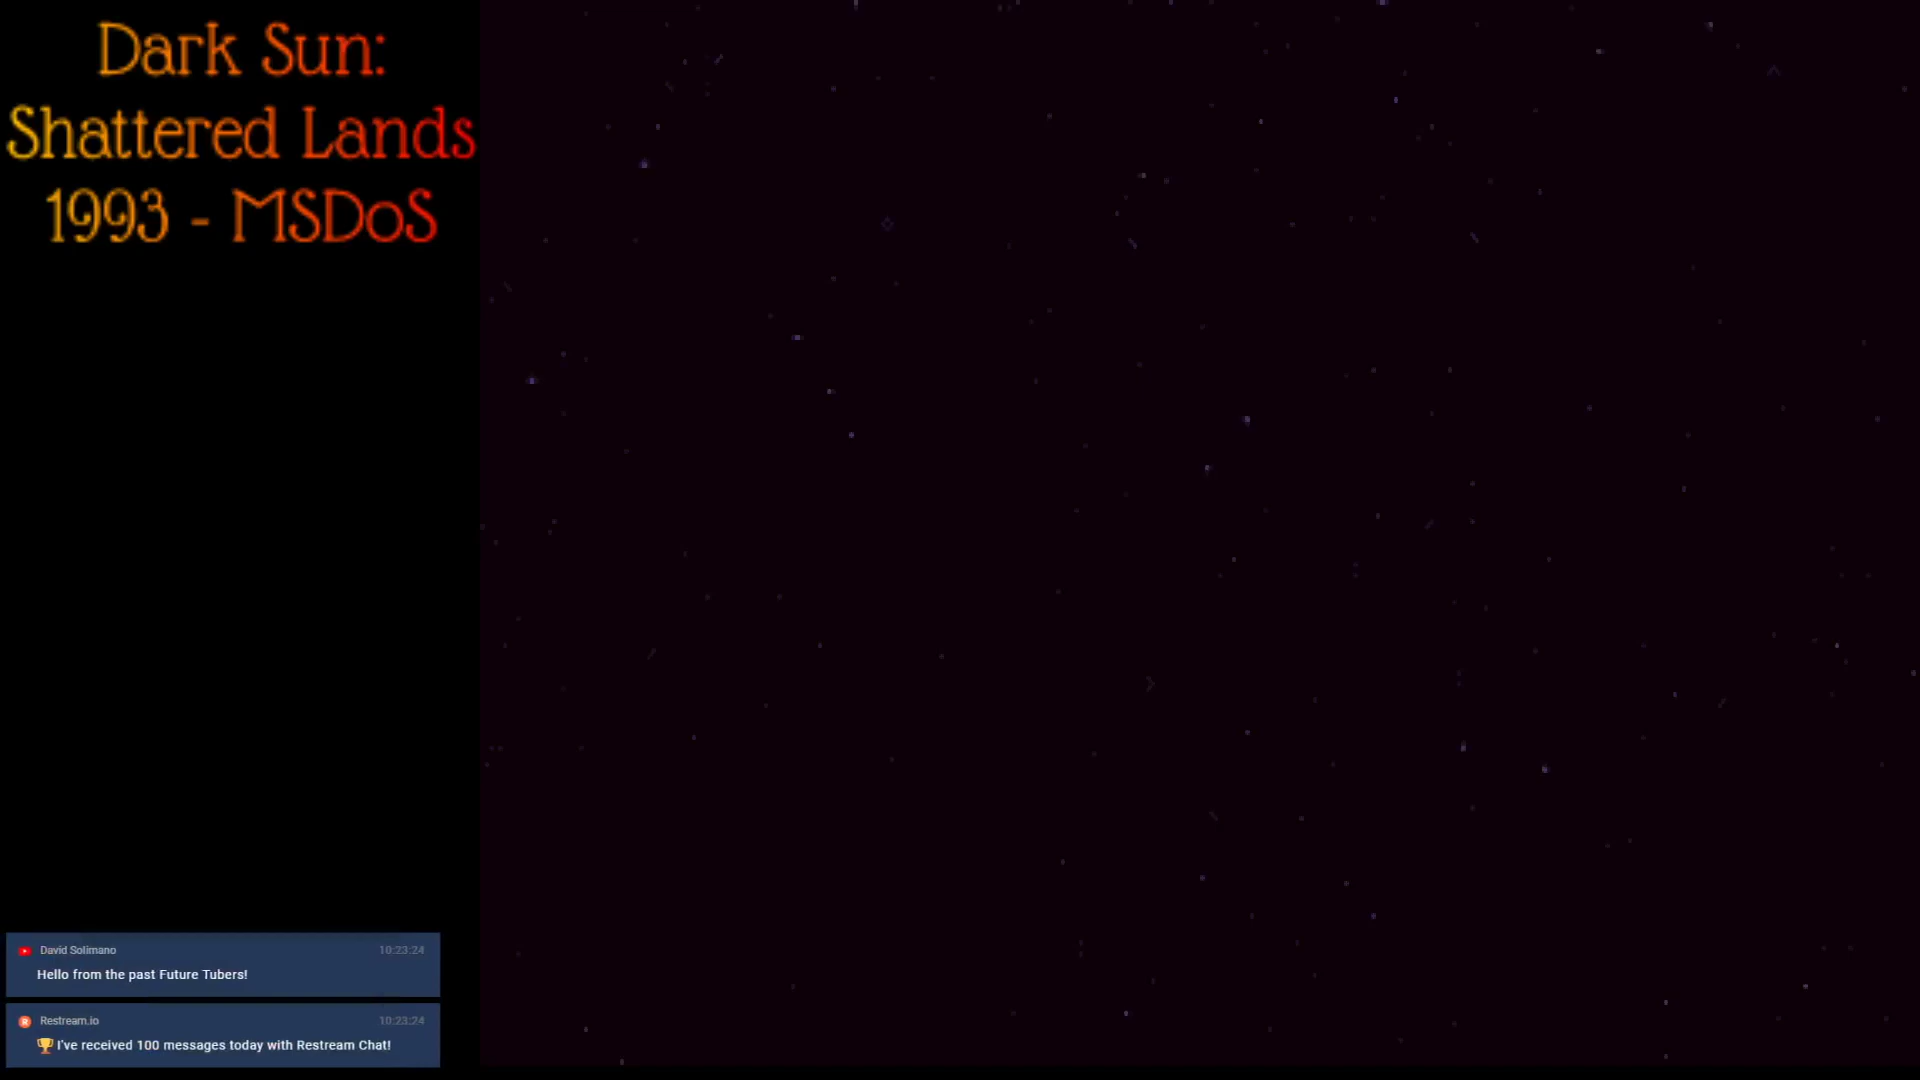 Dark Sun:
Shattered Lands
1993 - MSDoS
David Solimano 10:23:24
Hello from the past Future Tubers!
Restream.io 10:23:24
🏆 I've received 100 messages today with Restream Chat!